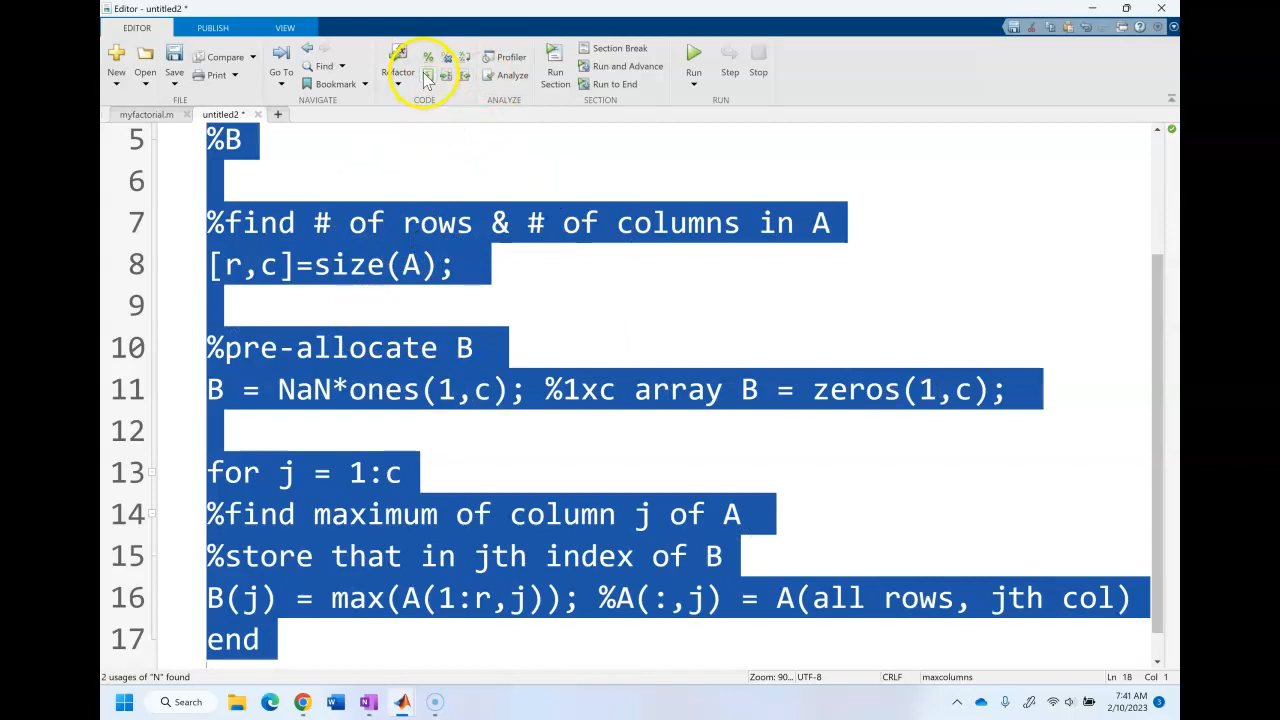 Editor - untitled2 *
EDITOR PUBLISH VIEW
New Open Save Compare Print Go To Find Bookmark Refactor Profiler Analyze Run Section Section Break Run and Advance Run to End Run Step Stop
FILE NAVIGATE CODE ANALYZE SECTION RUN
myfactorial.m untitled2 * +
5 %B
6
7 %find # of rows & # of columns in A
8 [r,c]=size(A);
9
10 %pre-allocate B
11 B = NaN*ones(1,c); %1xc array B = zeros(1,c);
12
13 for j = 1:c
14 %find maximum of column j of A
15 %store that in jth index of B
16 B(j) = max(A(1:r,j)); %A(:,j) = A(all rows, jth col)
17 end
2 usages of "N" found Zoom: 90... UTF-8 CRLF maxcolumns Ln 18 Col 1
Search 7:41 AM
2/10/2023 3